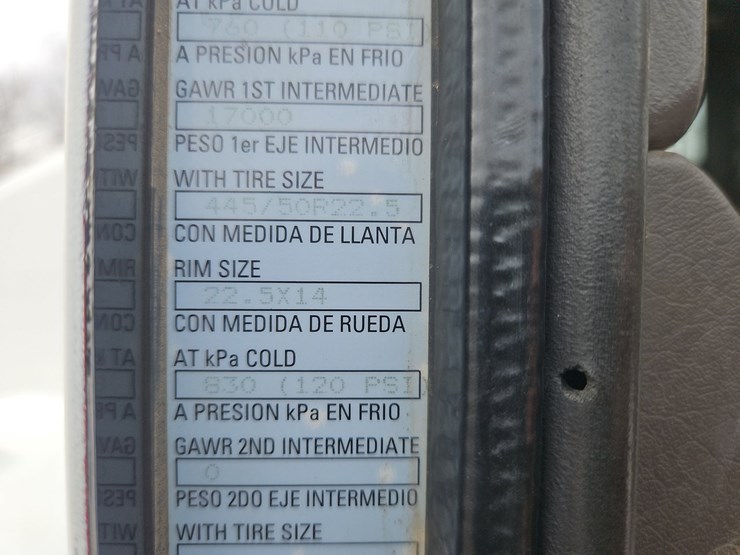 AT kPa COLD
760 (110 PSI)
A PRESION kPa EN FRIO
GAWR 1ST INTERMEDIATE
17000
PESO 1er EJE INTERMEDIO
WITH TIRE SIZE
445/50R22.5
CON MEDIDA DE LLANTA
RIM SIZE
22.5X14
CON MEDIDA DE RUEDA
AT kPa COLD
830 (120 PSI)
A PRESION kPa EN FRIO
GAWR 2ND INTERMEDIATE
0
PESO 2DO EJE INTERMEDIO
WITH TIRE SIZE